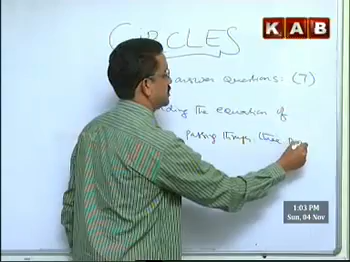 CIRCLES
KAB
answer questions: (7)
the equation of
passing through three
1:03 PM
Sun, 04 Nov